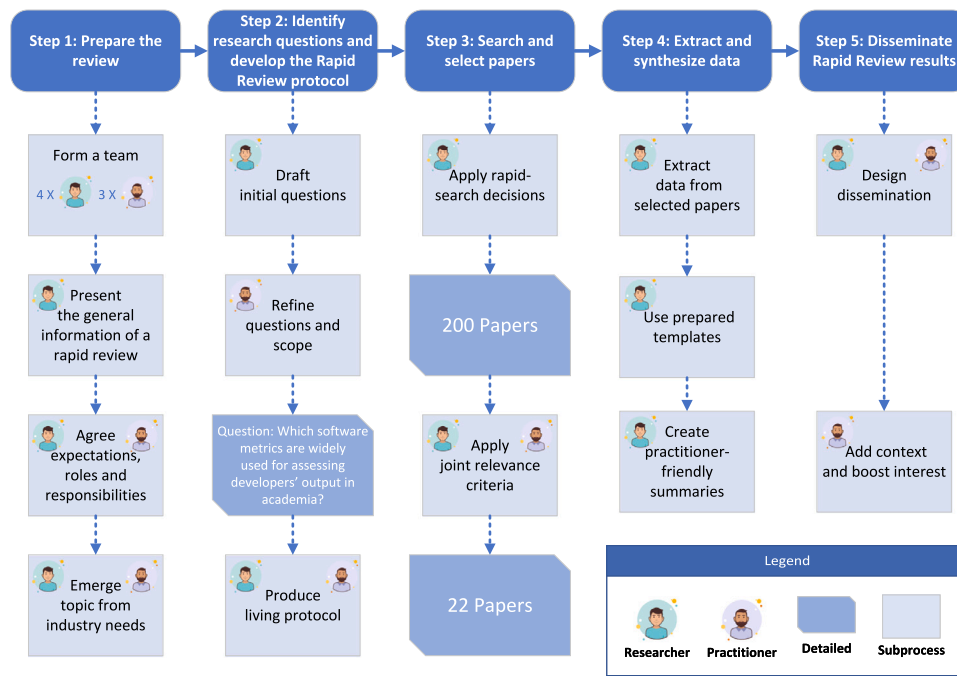 Step 1: Prepare the
review
Step 2: Identify
research questions and
develop the Rapid
Review protocol
Step 3: Search and
select papers
Step 4: Extract and
synthesize data
Step 5: Disseminate
Rapid Review results
Form a team
4 X
3 X
Present
the general
information of a
rapid review
Agree
expectations,
roles and
responsibilities
Emerge
topic from
industry needs
Draft
initial questions
Refine
questions and
scope
Question: Which software
metrics are widely
used for assessing
developers' output in
academia?
Produce
living protocol
Apply rapid-
search decisions
200 Papers
Apply
joint relevance
criteria
22 Papers
Extract
data from
selected papers
Use prepared
templates
Create
practitioner-
friendly
summaries
Design
dissemination
Add context
and boost interest
Legend
Researcher
Practitioner
Detailed
Subprocess